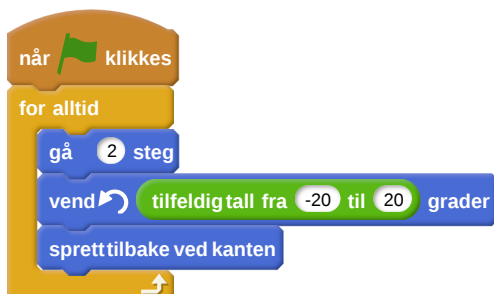 når klikkes
for alltid
gå 2 steg
vend tilfeldig tall fra -20 til 20 grader
sprett tilbake ved kanten